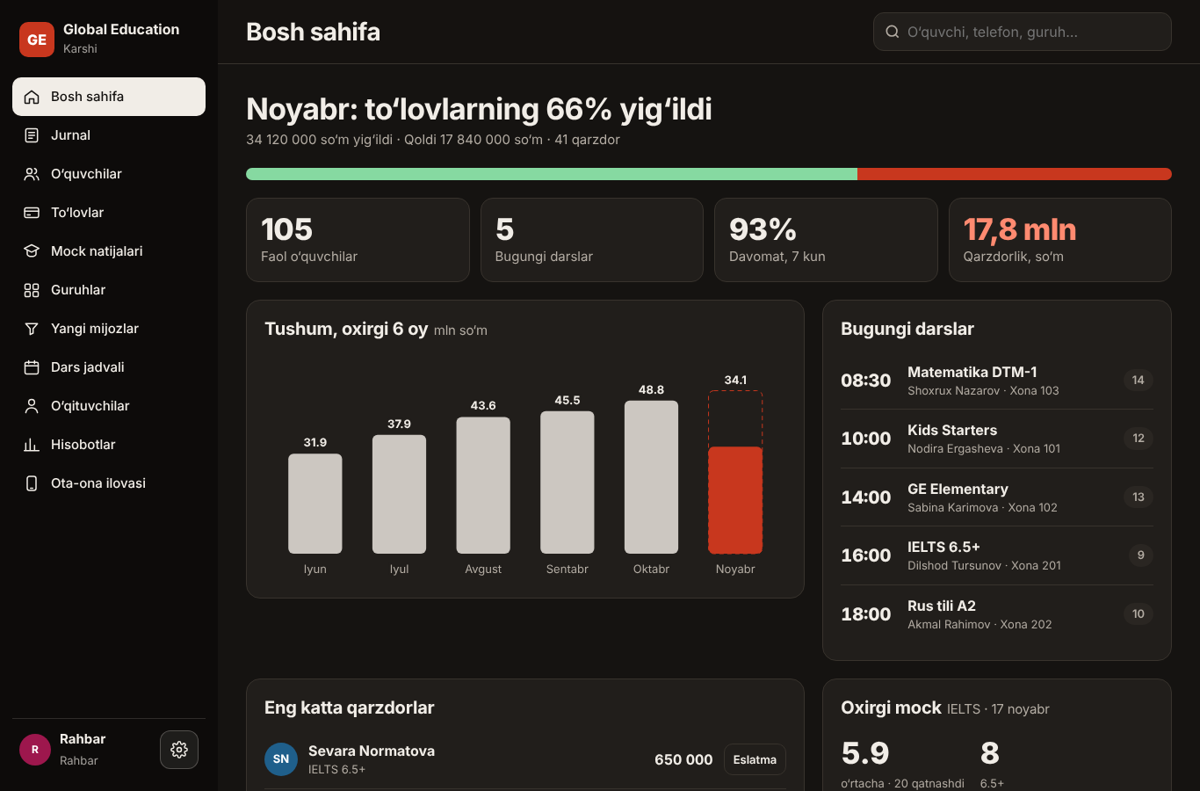 GE
Global Education
Karshi
Bosh sahifa
Jurnal
O‘quvchilar
To‘lovlar
Mock natijalari
Guruhlar
Yangi mijozlar
Dars jadvali
O‘qituvchilar
Hisobotlar
Ota-ona ilovasi
R
Rahbar
Rahbar
Bosh sahifa
O‘quvchi, telefon, guruh...
Noyabr: to‘lovlarning 66% yig‘ildi
34 120 000 so‘m yig‘ildi · Qoldi 17 840 000 so‘m · 41 qarzdor
105
Faol o‘quvchilar
5
Bugungi darslar
93%
Davomat, 7 kun
17,8 mln
Qarzdorlik, so‘m
Tushum, oxirgi 6 oy mln so‘m
31.9
37.9
43.6
45.5
48.8
34.1
Iyun
Iyul
Avgust
Sentabr
Oktabr
Noyabr
Bugungi darslar
08:30
Matematika DTM-1
Shoxrux Nazarov · Xona 103
14
10:00
Kids Starters
Nodira Ergasheva · Xona 101
12
14:00
GE Elementary
Sabina Karimova · Xona 102
13
16:00
IELTS 6.5+
Dilshod Tursunov · Xona 201
9
18:00
Rus tili A2
Akmal Rahimov · Xona 202
10
Eng katta qarzdorlar
SN
Sevara Normatova
IELTS 6.5+
650 000
Eslatma
Oxirgi mock IELTS · 17 noyabr
5.9
o‘rtacha · 20 qatnashdi
8
6.5+